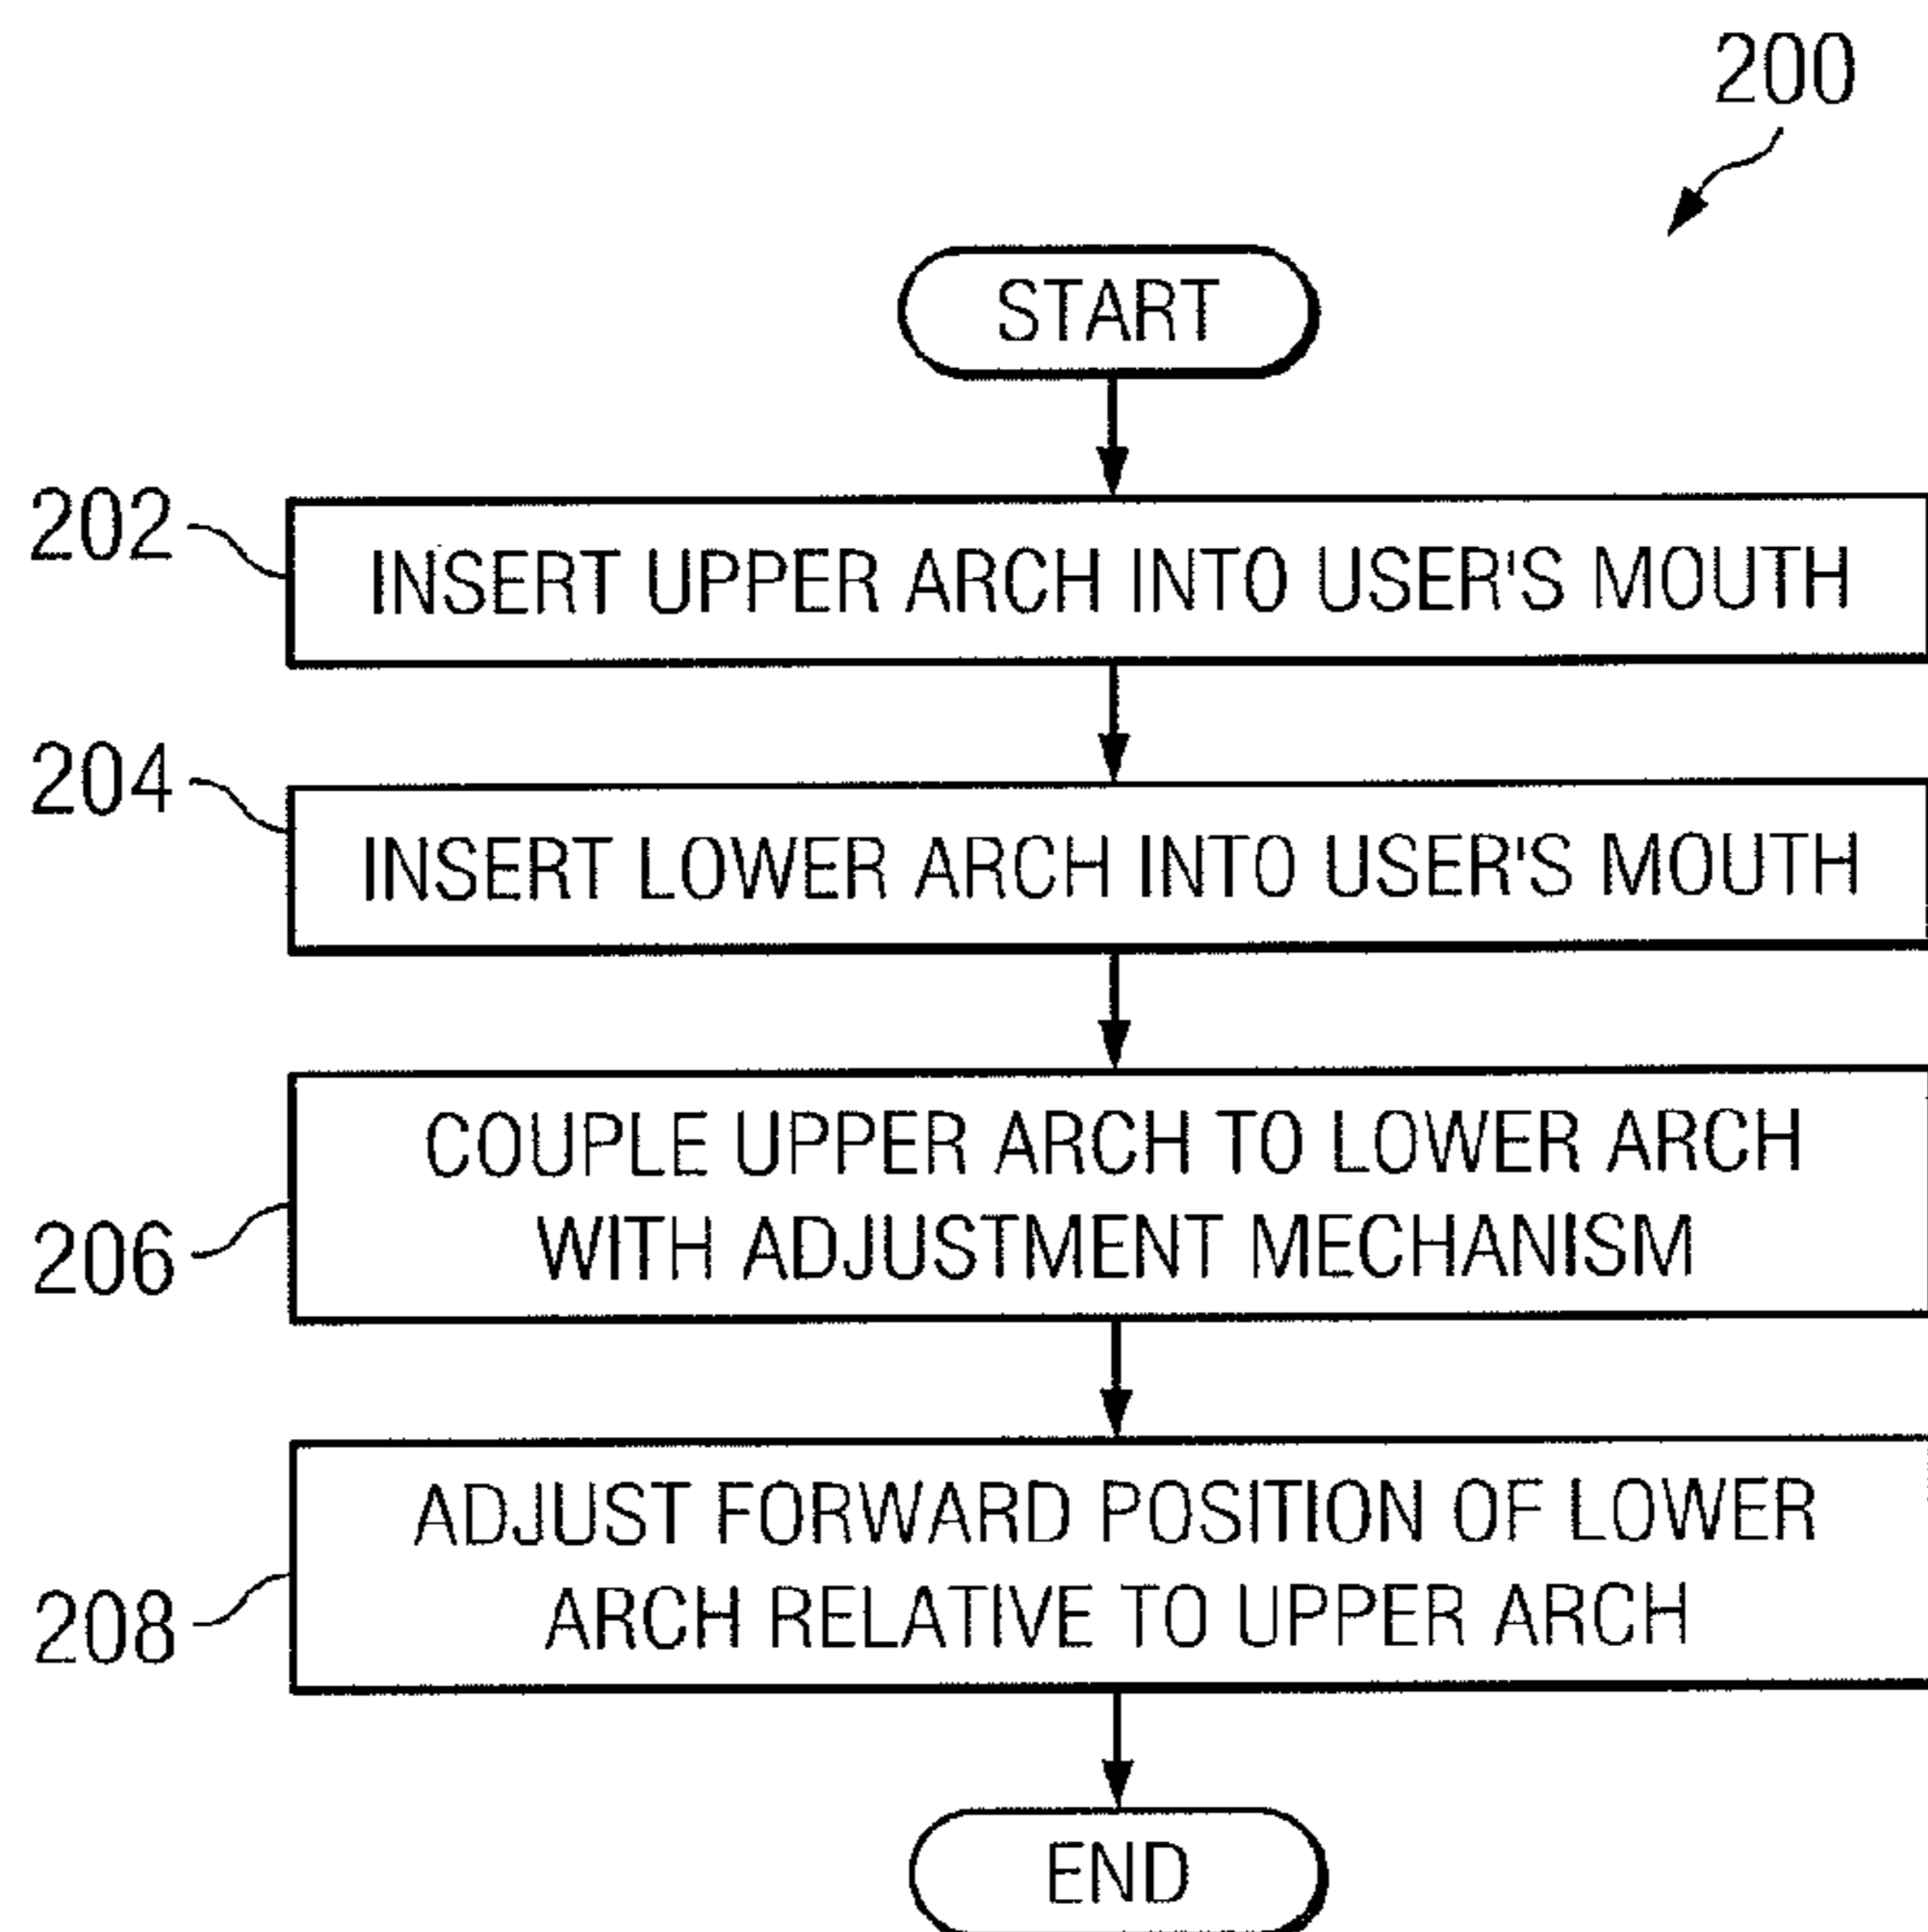 200
START
202
INSERT UPPER ARCH INTO USER'S MOUTH
204
INSERT LOWER ARCH INTO USER'S MOUTH
206
COUPLE UPPER ARCH TO LOWER ARCH
WITH ADJUSTMENT MECHANISM
208
ADJUST FORWARD POSITION OF LOWER
ARCH RELATIVE TO UPPER ARCH
END